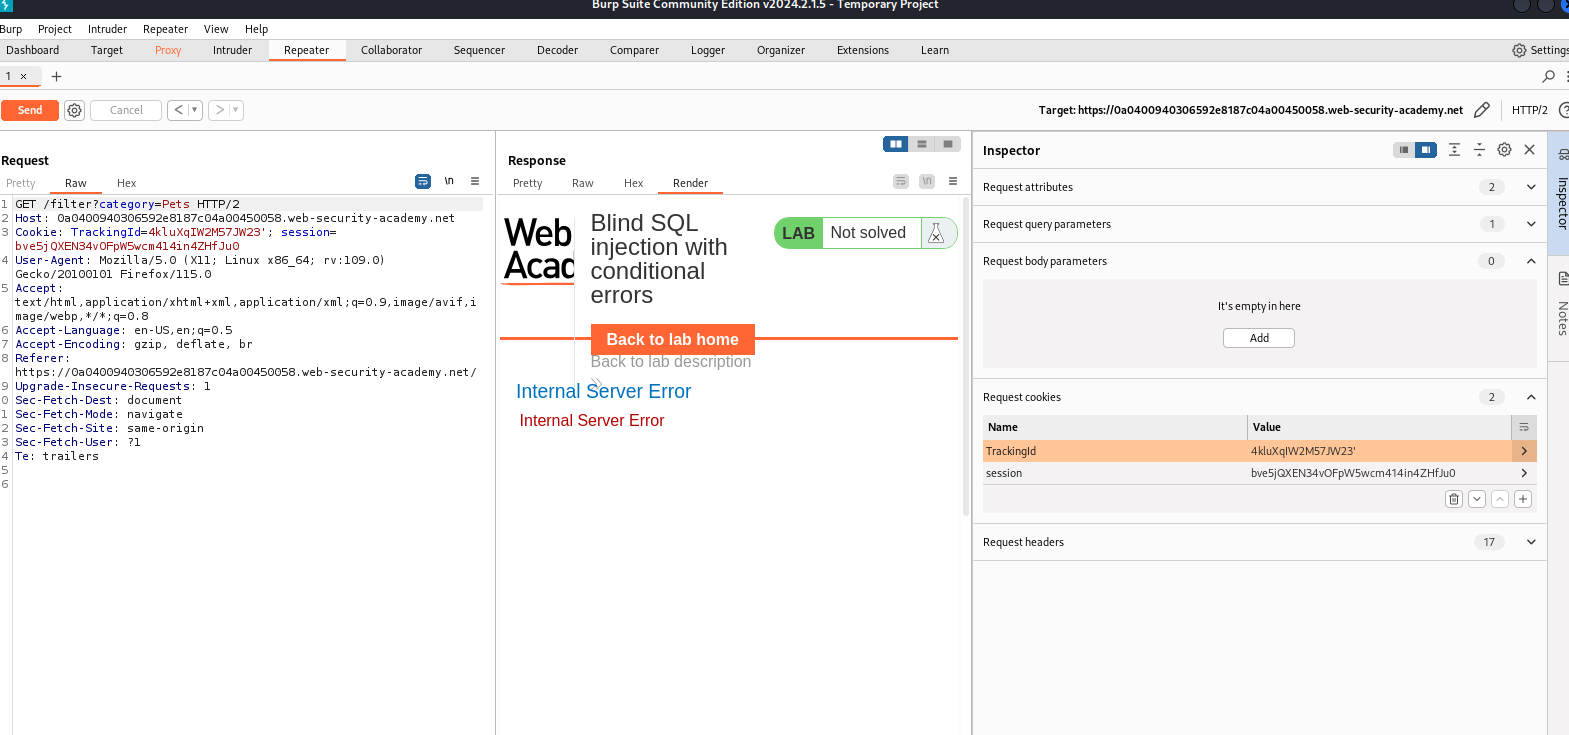 Burp Suite Community Edition v2024.2.1.5 - Temporary Project
Burp Project Intruder Repeater View Help
Dashboard Target Proxy Intruder Repeater Collaborator Sequencer Decoder Comparer Logger Organizer Extensions Learn Settings
1 × +
Send Cancel < >
Target: https://0a0400940306592e8187c04a00450058.web-security-academy.net HTTP/2
Request
Pretty Raw Hex \n
1 GET /filter?category=Pets HTTP/2
2 Host: 0a0400940306592e8187c04a00450058.web-security-academy.net
3 Cookie: TrackingId=4kluXqIW2M57JW23'; session=
bve5jQXEN34vOFpW5wcm414in4ZHfJu0
4 User-Agent: Mozilla/5.0 (X11; Linux x86_64; rv:109.0)
Gecko/20100101 Firefox/115.0
5 Accept:
text/html,application/xhtml+xml,application/xml;q=0.9,image/avif,i
mage/webp,*/*;q=0.8
6 Accept-Language: en-US,en;q=0.5
7 Accept-Encoding: gzip, deflate, br
8 Referer:
https://0a0400940306592e8187c04a00450058.web-security-academy.net/
9 Upgrade-Insecure-Requests: 1
0 Sec-Fetch-Dest: document
1 Sec-Fetch-Mode: navigate
2 Sec-Fetch-Site: same-origin
3 Sec-Fetch-User: ?1
4 Te: trailers
5
6
Response
Pretty Raw Hex Render \n
Web
Acad
Blind SQL
injection with
conditional
errors
LAB Not solved
Back to lab home
Back to lab description
Internal Server Error
Internal Server Error
Inspector
Request attributes 2
Request query parameters 1
Request body parameters 0
It's empty in here
Add
Request cookies 2
Name Value
TrackingId 4kluXqIW2M57JW23'
session bve5jQXEN34vOFpW5wcm414in4ZHfJu0
Request headers 17
Inspector
Notes